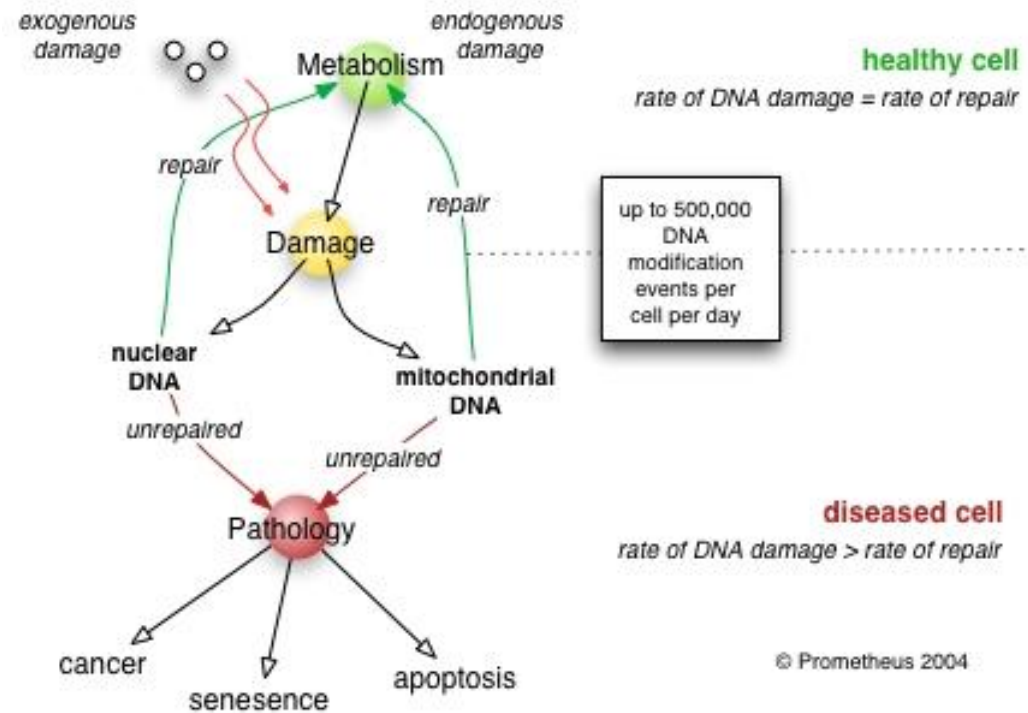 exogenous
damage
endogenous
damage
Metabolism
healthy cell
rate of DNA damage = rate of repair
repair
repair
up to 500,000
DNA
modification
events per
cell per day
Damage
nuclear
DNA
mitochondrial
DNA
unrepaired
unrepaired
Pathology
diseased cell
rate of DNA damage > rate of repair
cancer
senesence
apoptosis
© Prometheus 2004